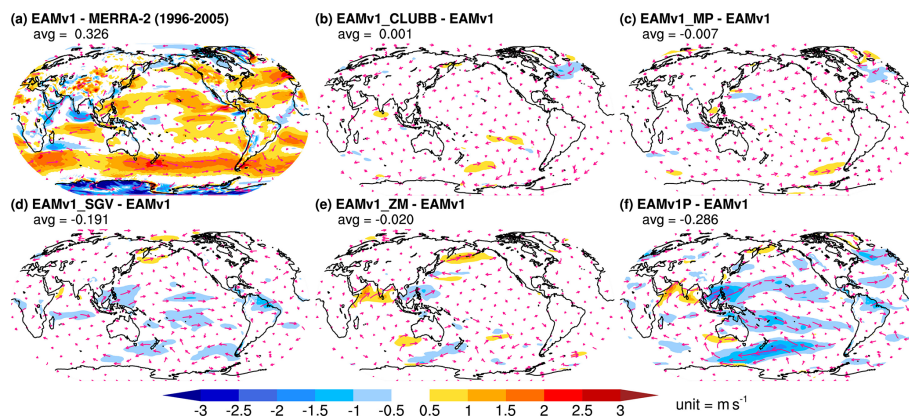 (a) EAMv1 - MERRA-2 (1996-2005)
avg = 0.326
(b) EAMv1_CLUBB - EAMv1
avg = 0.001
(c) EAMv1_MP - EAMv1
avg = -0.007
(d) EAMv1_SGV - EAMv1
avg = -0.191
(e) EAMv1_ZM - EAMv1
avg = -0.020
(f) EAMv1P - EAMv1
avg = -0.286
-3 -2.5 -2 -1.5 -1 -0.5 0.5 1 1.5 2 2.5 3
unit = m s-1